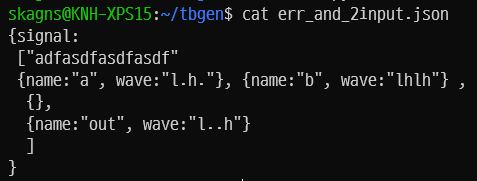 skagns@KNH-XPS15:~/tbgen$ cat err_and_2input.json
{signal:
 ["adfasdfasdfasdf"
 {name:"a", wave:"l.h."}, {name:"b", wave:"lhlh"} ,
  {},
  {name:"out", wave:"l..h"}
  ]
}